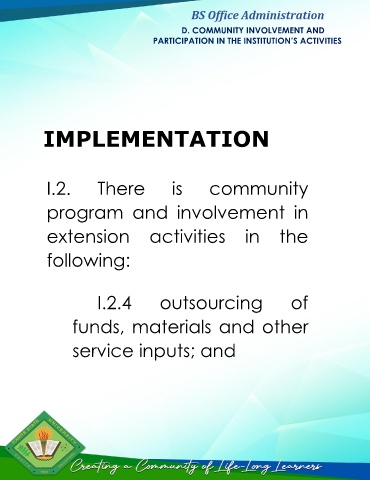 BS Office Administration
D. COMMUNITY INVOLVEMENT AND
PARTICIPATION IN THE INSTITUTION'S ACTIVITIES
IMPLEMENTATION
I.2. There is community
program and involvement in
extension activities in the
following:
I.2.4 outsourcing of
funds, materials and other
service inputs; and
Creating a Community of Life-Long Learners